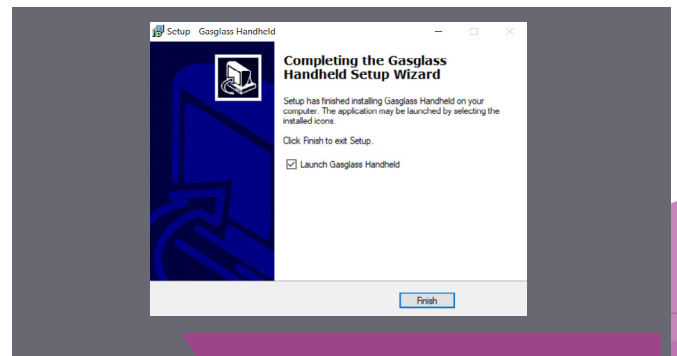 Setup Gasglass Handheld
Completing the Gasglass
Handheld Setup Wizard
Setup has finished installing Gasglass Handheld on your
computer. The application may be launched by selecting the
installed icons.
Click Finish to exit Setup.
Launch Gasglass Handheld
Finish